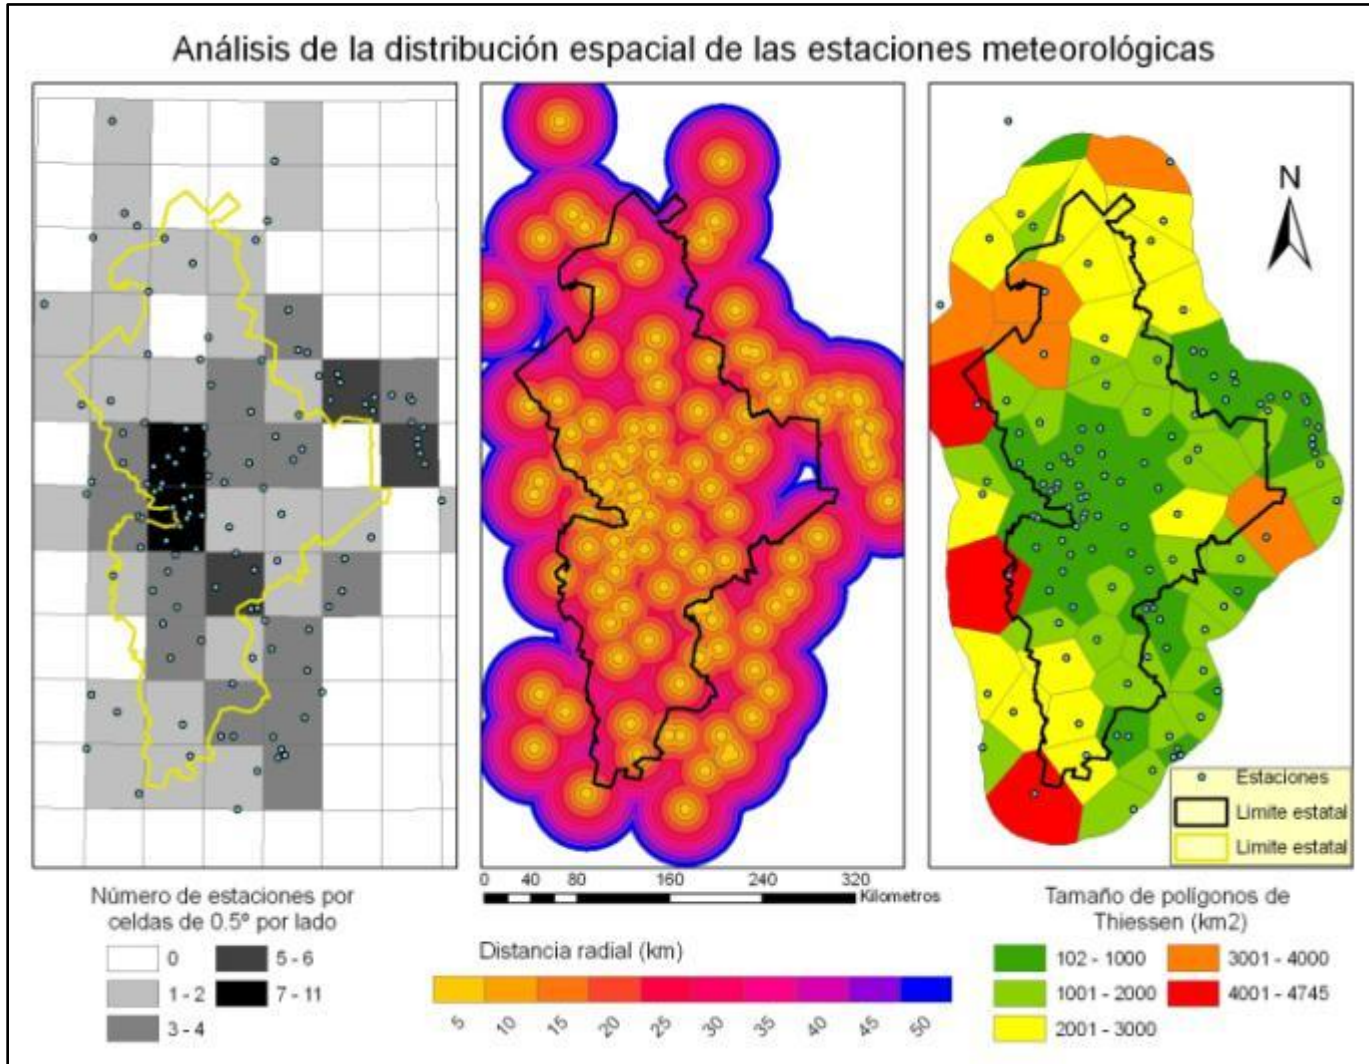 Análisis de la distribución espacial de las estaciones meteorológicas
N
Estaciones
Limite estatal
Limite estatal
Número de estaciones por
celdas de 0.5º por lado
0
1 - 2
3 - 4
5 - 6
7 - 11
0 40 80 160 240 320
Kilometros
Distancia radial (km)
5 10 15 20 25 30 35 40 45 50
Tamaño de polígonos de
Thiessen (km2)
102 - 1000
1001 - 2000
2001 - 3000
3001 - 4000
4001 - 4745